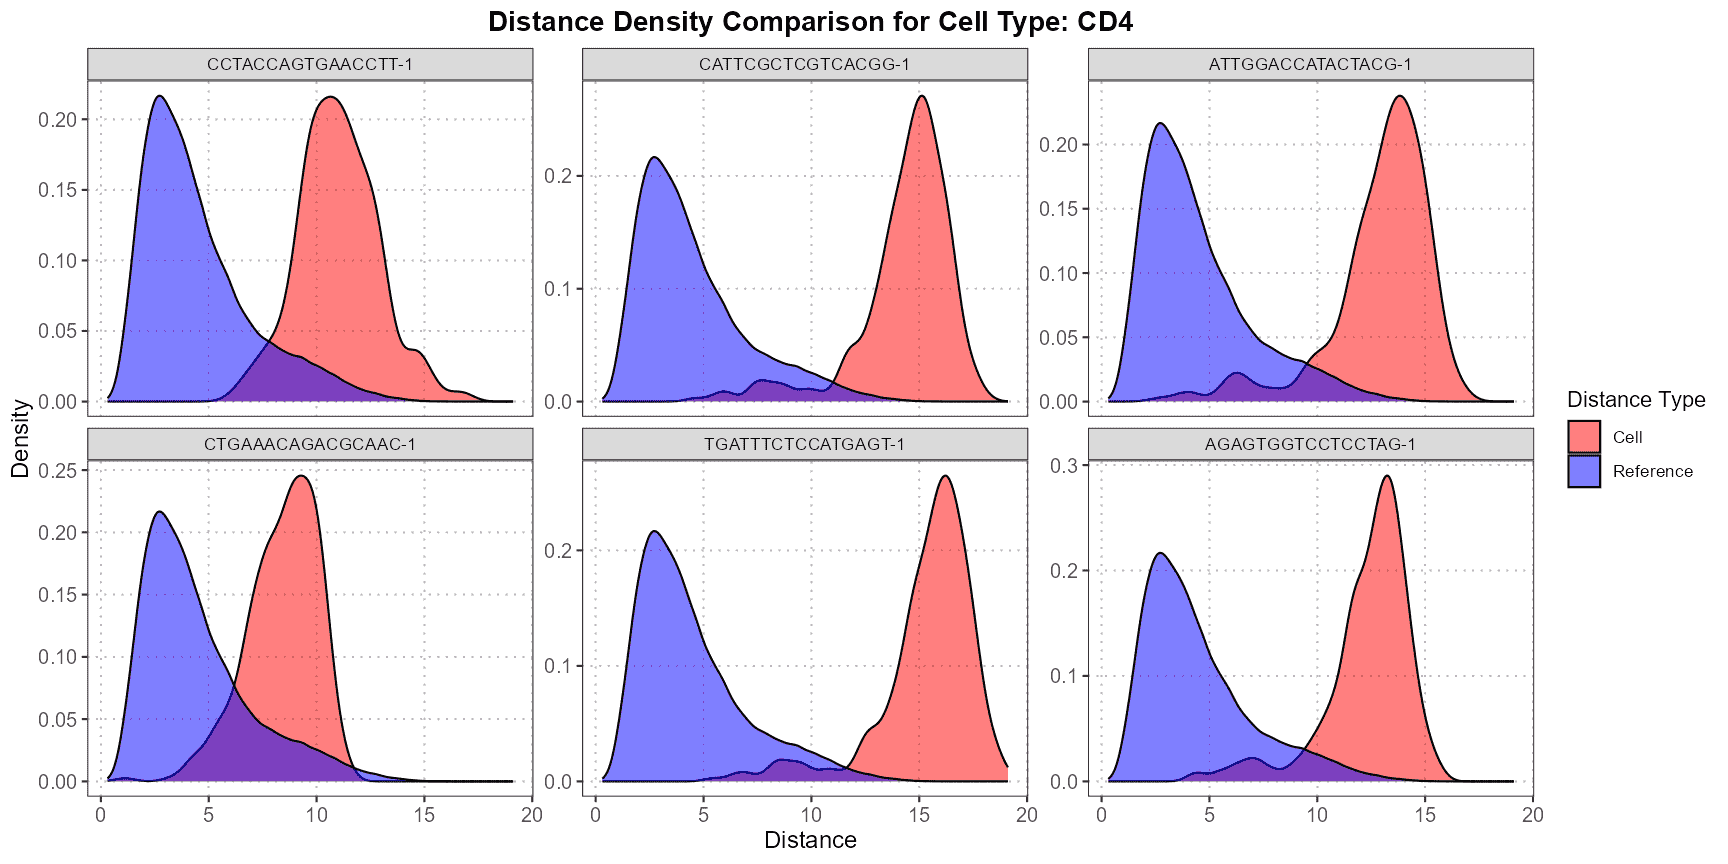 Distance Density Comparison for Cell Type: CD4
CCTACCAGTGAACCTT-1
CATTCGCTCGTCACGG-1
ATTGGACCATACTACG-1
0.20
0.15
0.10
0.05
0.00
0.2
0.1
0.0
0.20
0.15
0.10
0.05
0.00
Density
CTGAAACAGACGCAAC-1
TGATTTCTCCATGAGT-1
AGAGTGGTCCTCCTAG-1
0.25
0.20
0.15
0.10
0.05
0.00
0.2
0.1
0.0
0.3
0.2
0.1
0.0
0 5 10 15 20
0 5 10 15 20
0 5 10 15 20
Distance
Distance Type
Cell
Reference